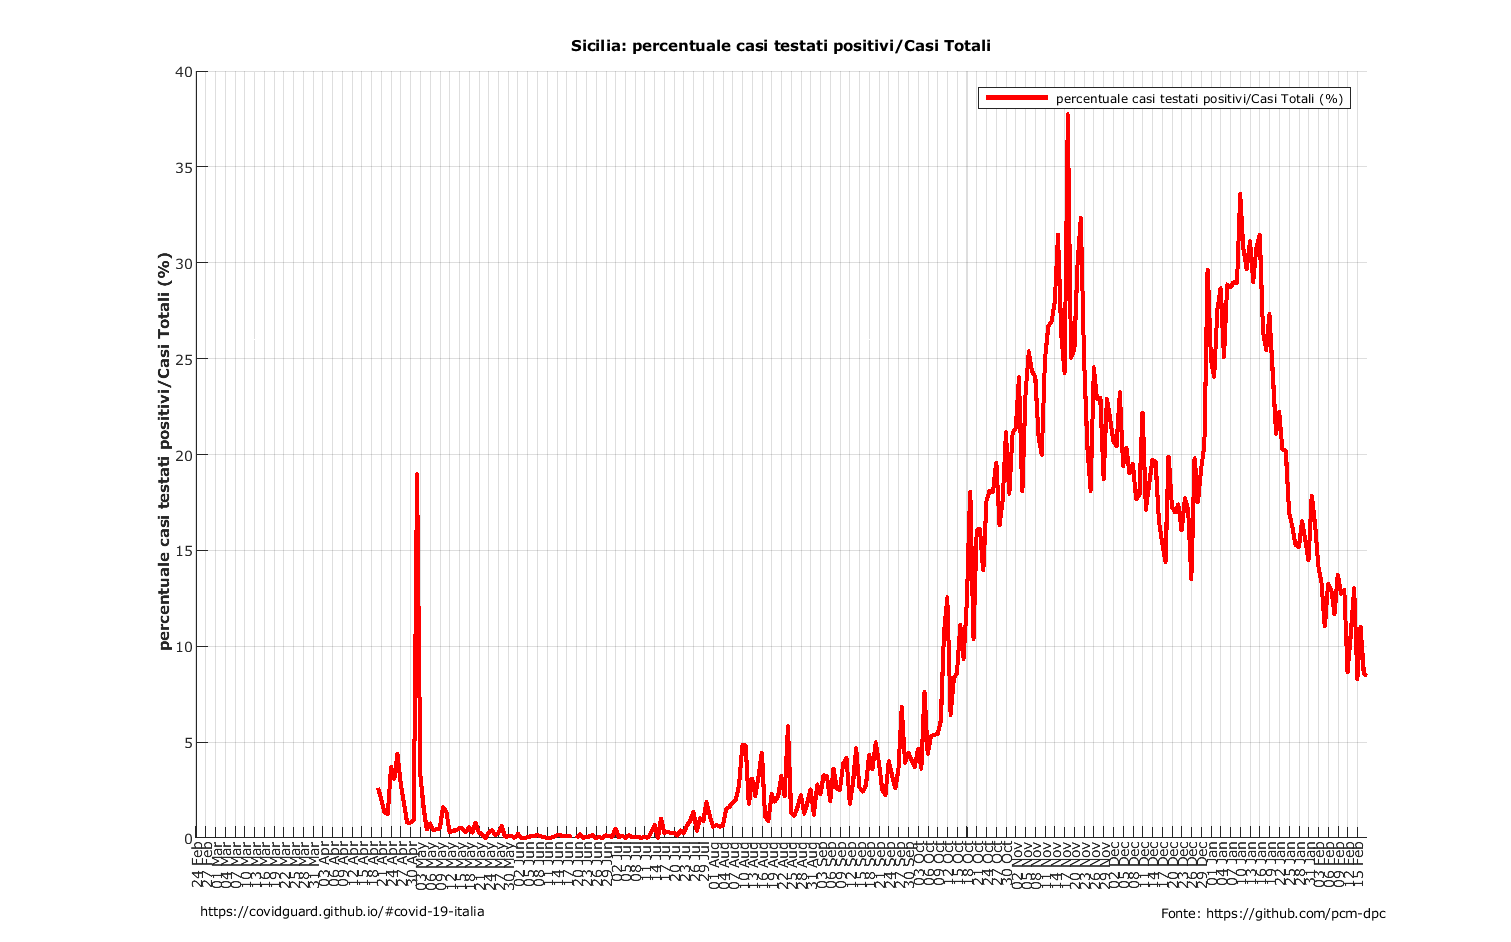 Sicilia: percentuale casi testati positivi/Casi Totali
percentuale casi testati positivi/Casi Totali (%)
percentuale casi testati positivi/Casi Totali (%)
40
35
30
25
20
15
10
5
0
24 Feb
27 Feb
01 Mar
04 Mar
07 Mar
10 Mar
13 Mar
16 Mar
19 Mar
22 Mar
25 Mar
28 Mar
31 Mar
03 Apr
06 Apr
09 Apr
12 Apr
15 Apr
18 Apr
21 Apr
24 Apr
27 Apr
30 Apr
03 May
06 May
09 May
12 May
15 May
18 May
21 May
24 May
27 May
30 May
02 Jun
05 Jun
08 Jun
11 Jun
14 Jun
17 Jun
20 Jun
23 Jun
26 Jun
29 Jun
02 Jul
05 Jul
08 Jul
11 Jul
14 Jul
17 Jul
20 Jul
23 Jul
26 Jul
29 Jul
01 Aug
04 Aug
07 Aug
10 Aug
13 Aug
16 Aug
19 Aug
22 Aug
25 Aug
28 Aug
31 Aug
03 Sep
06 Sep
09 Sep
12 Sep
15 Sep
18 Sep
21 Sep
24 Sep
27 Sep
30 Sep
03 Oct
06 Oct
09 Oct
12 Oct
15 Oct
18 Oct
21 Oct
24 Oct
27 Oct
30 Oct
02 Nov
05 Nov
08 Nov
11 Nov
14 Nov
17 Nov
20 Nov
23 Nov
26 Nov
29 Nov
02 Dec
05 Dec
08 Dec
11 Dec
14 Dec
17 Dec
20 Dec
23 Dec
26 Dec
29 Dec
01 Jan
04 Jan
07 Jan
10 Jan
13 Jan
16 Jan
19 Jan
22 Jan
25 Jan
28 Jan
31 Jan
03 Feb
06 Feb
09 Feb
12 Feb
15 Feb
https://covidguard.github.io/#covid-19-italia
Fonte: https://github.com/pcm-dpc